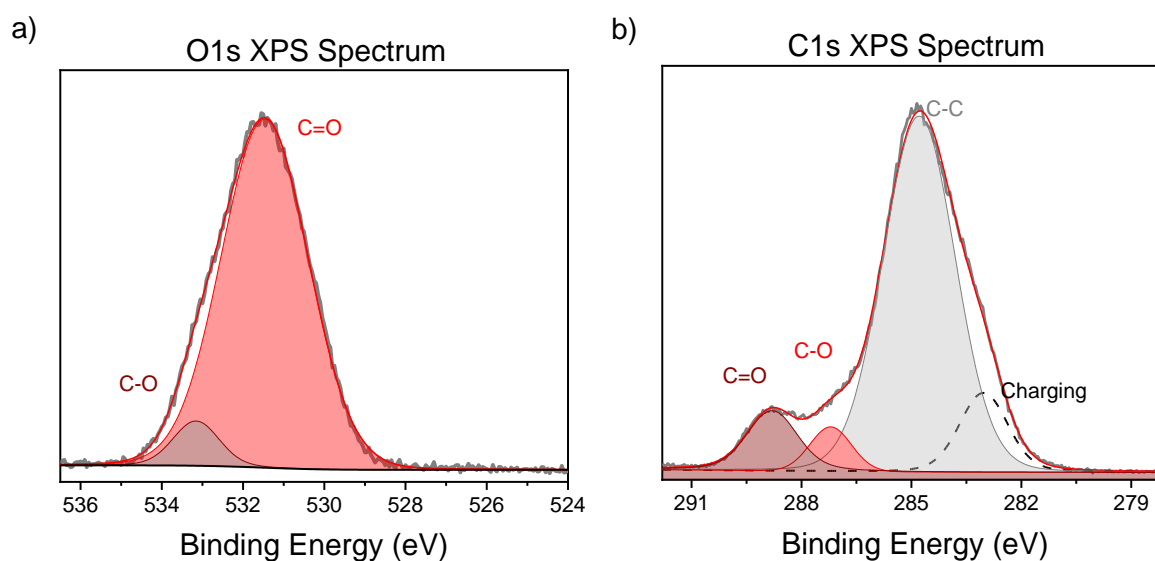 a)
O1s XPS Spectrum
C=O
C-O
536
534
532
530
528
526
524
Binding Energy (eV)
b)
C1s XPS Spectrum
C-C
C-O
C=O
Charging
291
288
285
282
279
Binding Energy (eV)